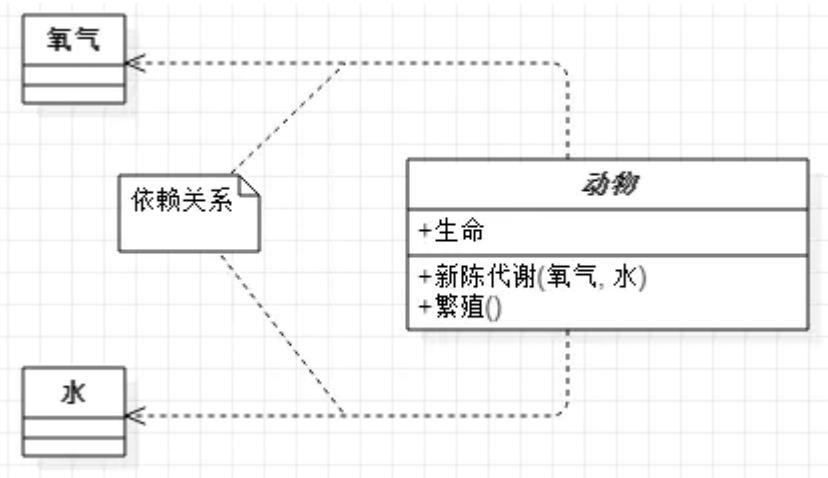 氧气
依赖关系
动物
+生命
+新陈代谢(氧气, 水)
+繁殖()
水